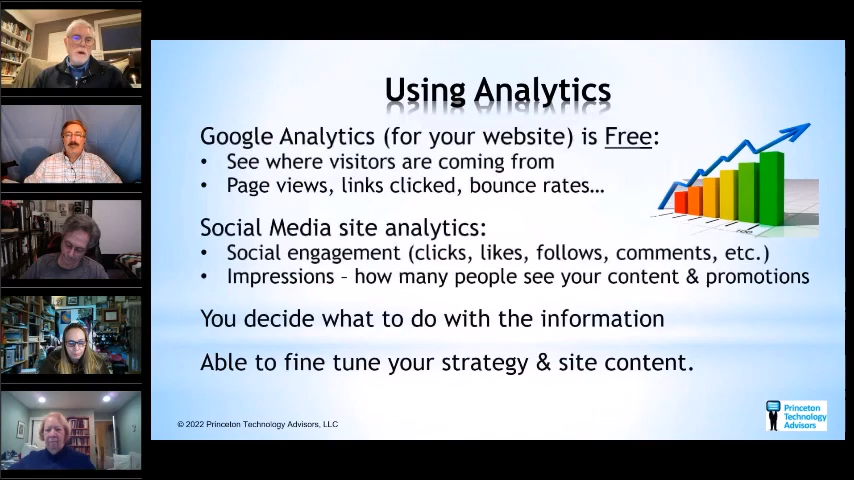 Using Analytics
Google Analytics (for your website) is Free:
• See where visitors are coming from
• Page views, links clicked, bounce rates…
Social Media site analytics:
• Social engagement (clicks, likes, follows, comments, etc.)
• Impressions – how many people see your content & promotions
You decide what to do with the information
Able to fine tune your strategy & site content.
© 2022 Princeton Technology Advisors, LLC
Princeton
Technology
Advisors